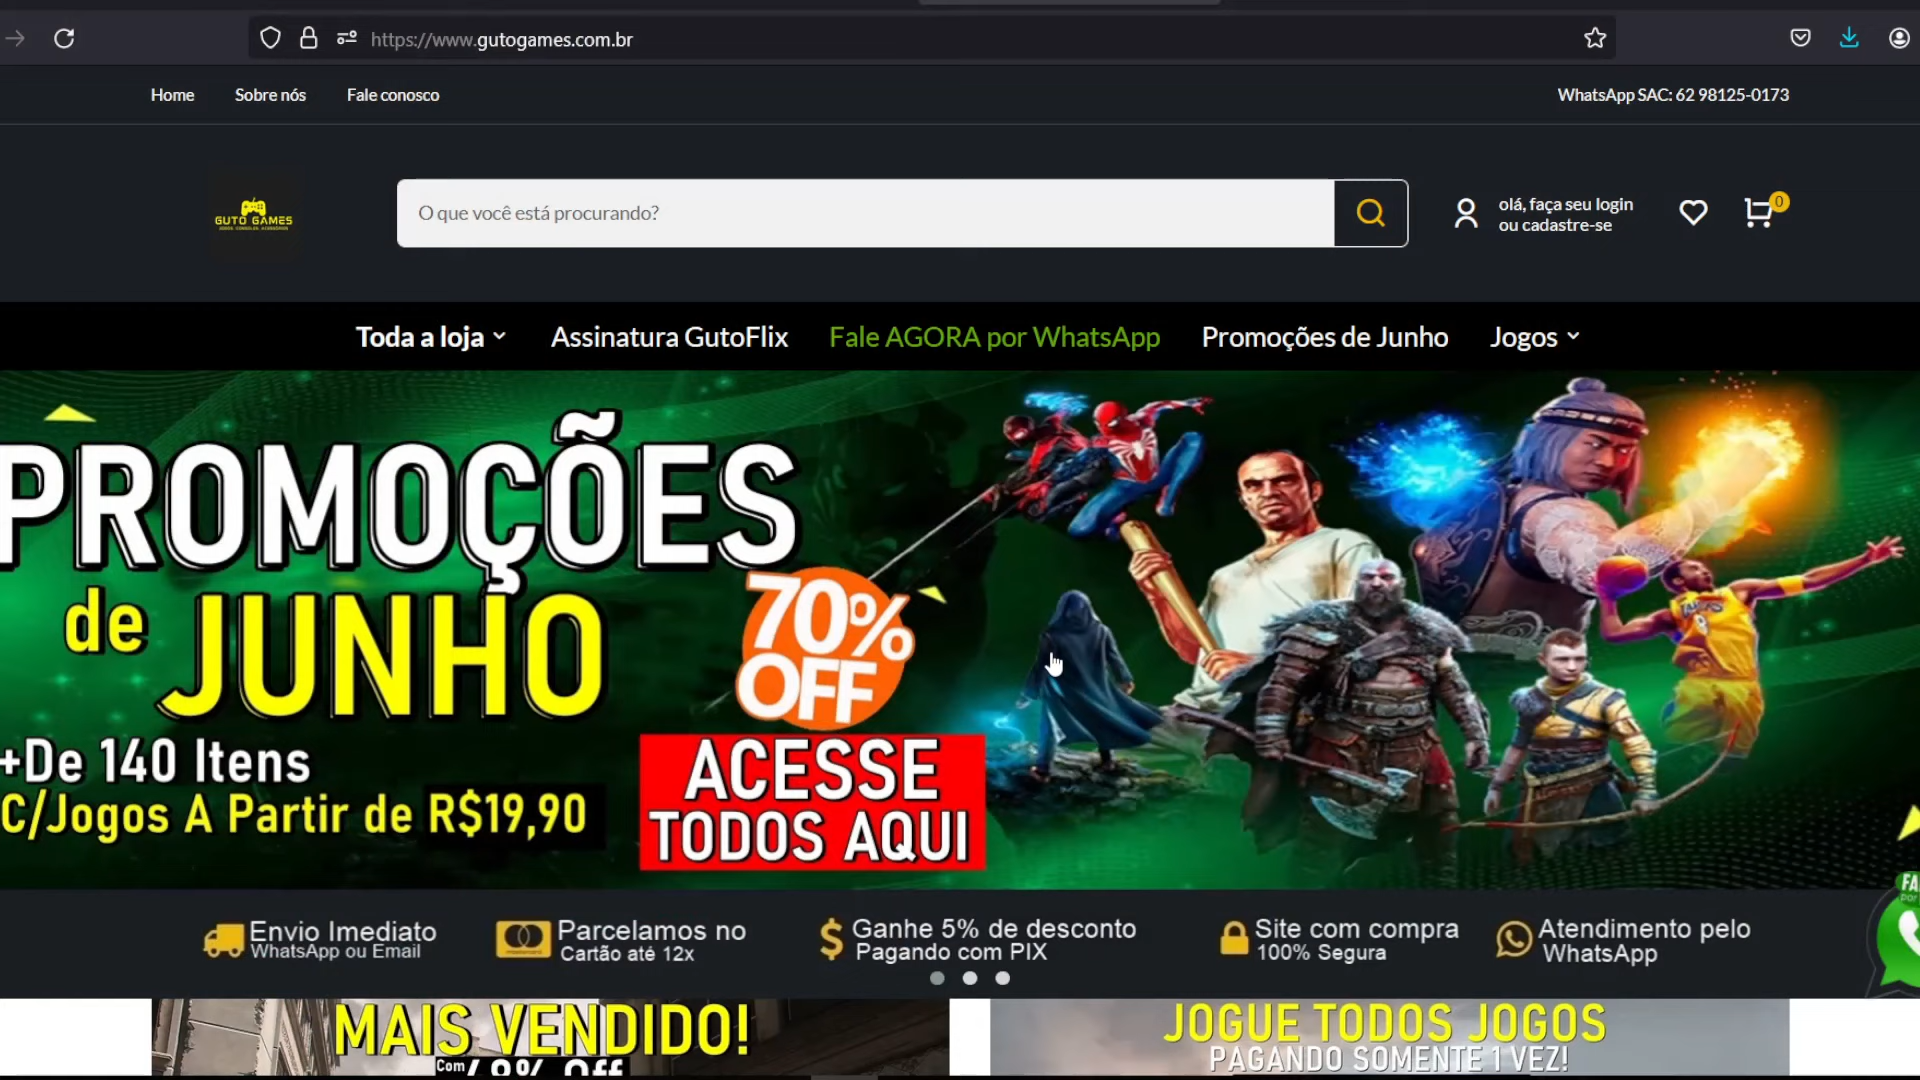 https://www.gutogames.com.br
Home
Sobre nós
Fale conosco
WhatsApp SAC: 62 98125-0173
GUTO GAMES
O que você está procurando?
olá, faça seu login
ou cadastre-se
0
Toda a loja
Assinatura GutoFlix
Fale AGORA por WhatsApp
Promoções de Junho
Jogos
PROMOÇÕES
de JUNHO
70%
OFF
+De 140 Itens
C/Jogos A Partir de R$19,90
ACESSE
TODOS AQUI
Envio Imediato
WhatsApp ou Email
Parcelamos no
Cartão até 12x
Ganhe 5% de desconto
Pagando com PIX
Site com compra
100% Segura
Atendimento pelo
WhatsApp
MAIS VENDIDO!
JOGUE TODOS JOGOS
PAGANDO SOMENTE 1 VEZ!